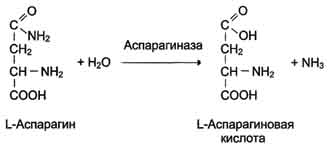 O
C
NH₂
CH₂
CH – NH₂
COOH
L-Аспарагин
+ H₂O
Аспарагиназа
O
C
OH
CH₂
CH – NH₂
COOH
L-Аспарагиновая
кислота
+ NH₃